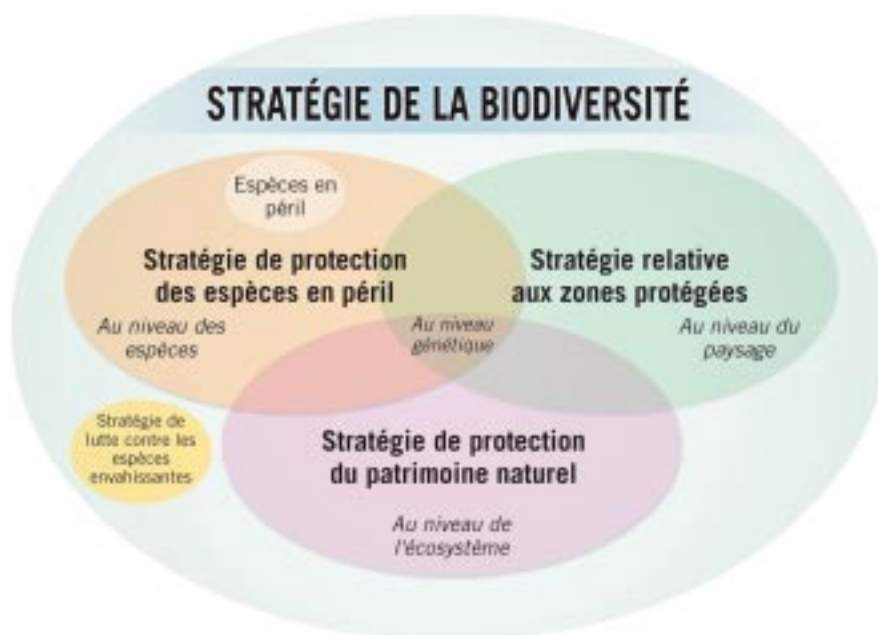 STRATÉGIE DE LA BIODIVERSITÉ
Espèces en
péril
Stratégie de protection
des espèces en péril
Au niveau des
espèces
Stratégie relative
aux zones protégées
Au niveau du
paysage
Au niveau
génétique
Stratégie de
lutte contre les
espèces
envahissantes
Stratégie de protection
du patrimoine naturel
Au niveau de
l'écosystème